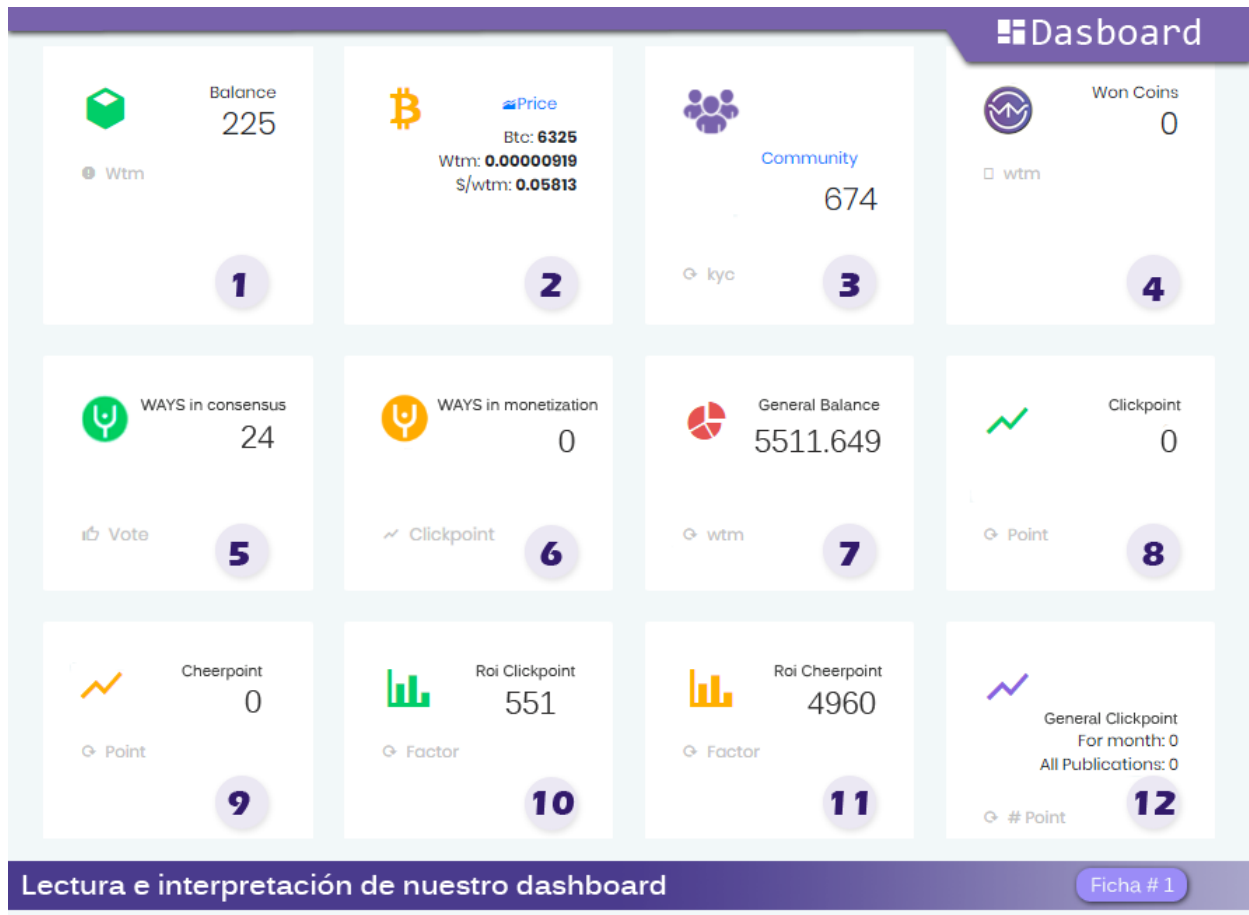 Dasboard
Balance
225
Wtm
1
Price
Btc: 6325
Wtm: 0.00000919
$/wtm: 0.05813
2
Community
674
kyc
3
Won Coins
0
wtm
4
WAYS in consensus
24
Vote
5
WAYS in monetization
0
Clickpoint
6
General Balance
5511.649
wtm
7
Clickpoint
0
Point
8
Cheerpoint
0
Point
9
Roi Clickpoint
551
Factor
10
Roi Cheerpoint
4960
Factor
11
General Clickpoint
For month: 0
All Publications: 0
# Point
12
Lectura e interpretación de nuestro dashboard
Ficha # 1